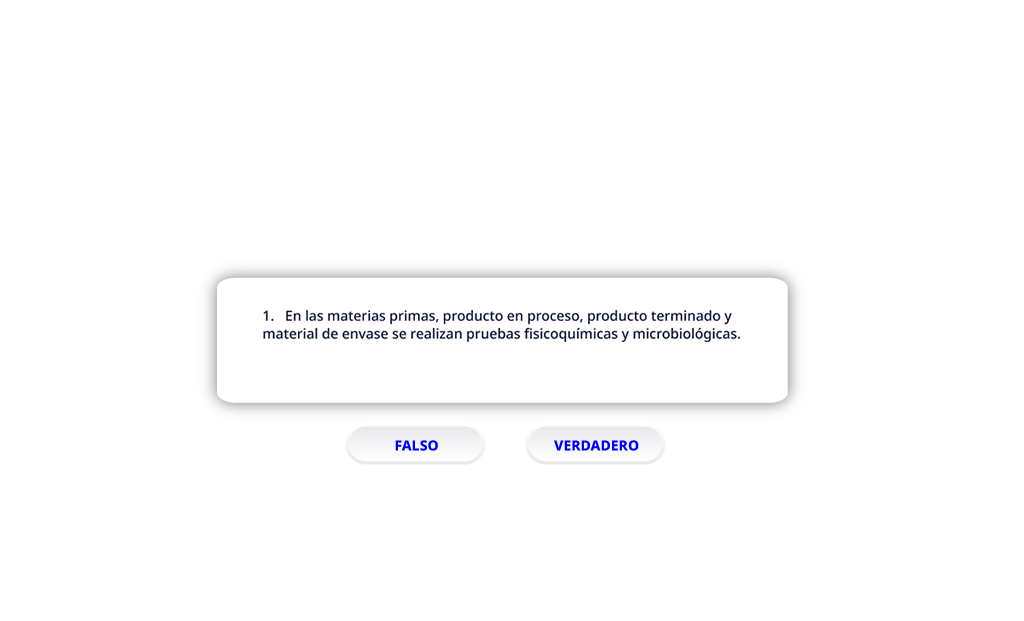 1. En las materias primas, producto en proceso, producto terminado y
material de envase se realizan pruebas fisicoquímicas y microbiológicas.
FALSO VERDADERO